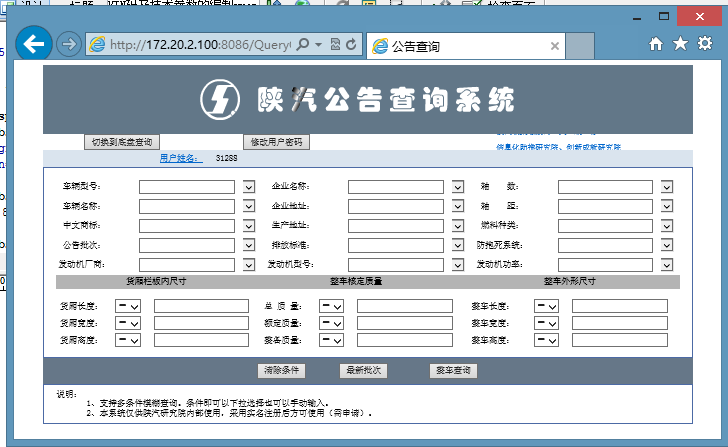 http://172.20.2.100:8086/Query
公告查询
陕汽公告查询系统
切换到底盘查询 修改用户密码
信息化助推研究院、创新成就研究院
用户姓名: 31288
车辆型号: 企业名称: 轴 数:
车辆名称: 企业地址: 轴 距:
中文商标: 生产地址: 燃料种类:
公告批次: 排放标准: 防抱死系统:
发动机厂商: 发动机型号: 发动机功率:
货厢栏板内尺寸 整车核定质量 整车外形尺寸
货厢长度: 总 质 量: 整车长度:
货厢宽度: 额定质量: 整车宽度:
货厢高度: 整备质量: 整车高度:
清除条件 最新批次 整车查询
说明:
1、支持多条件模糊查询。条件即可以下拉选择也可以手动输入。
2、本系统仅供陕汽研究院内部使用,采用实名注册后方可使用(需申请)。